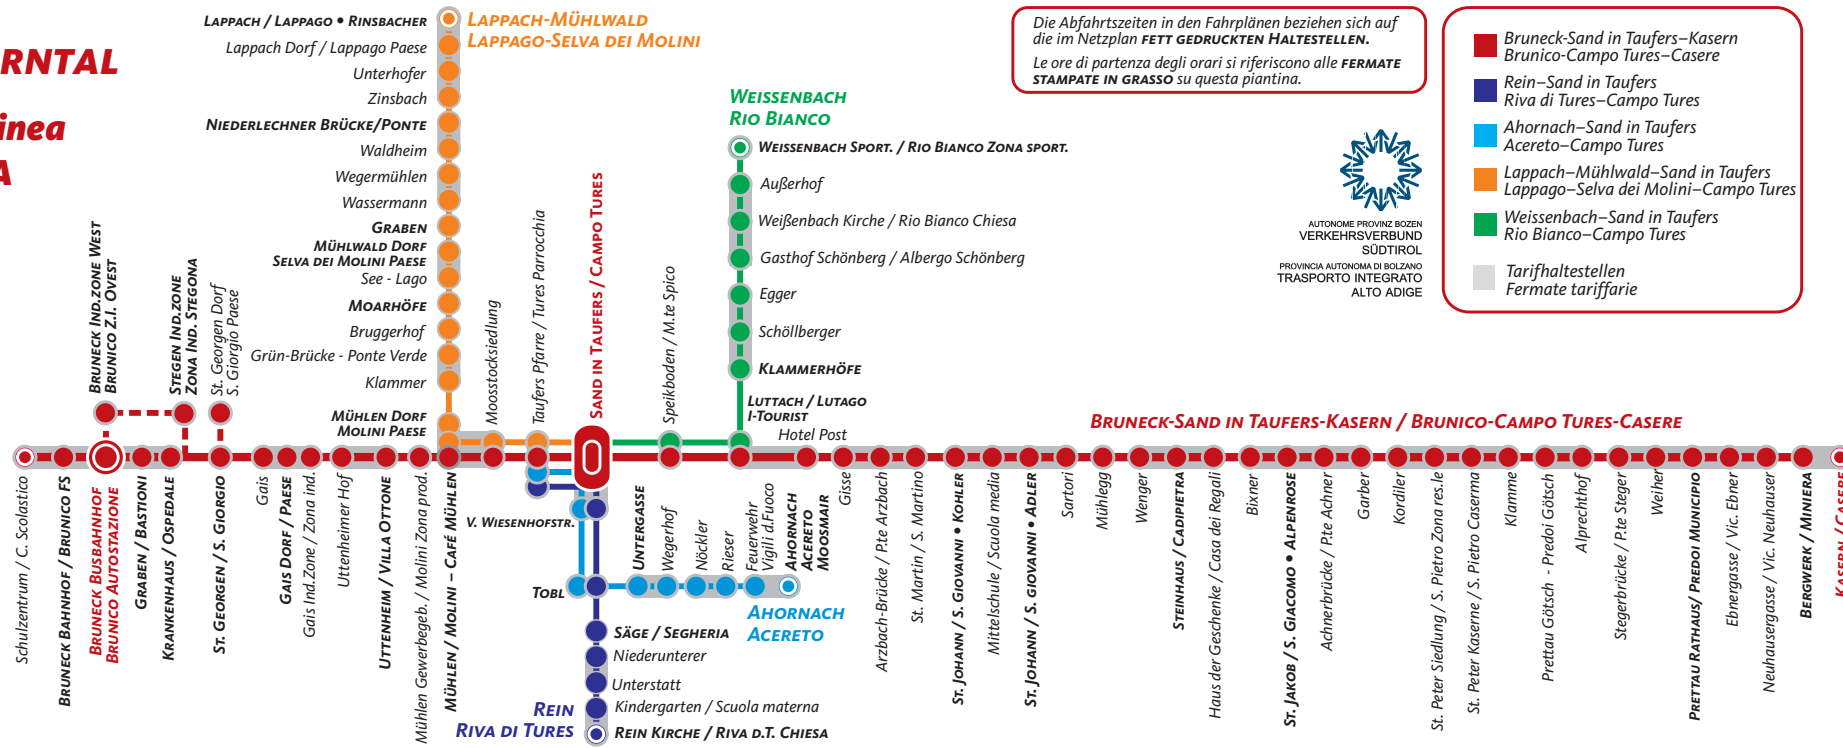 RNTAL
inea
A
LAPPACH / LAPPAGO • RINSBACHER
Lappach Dorf / Lappago Paese
Unterhofer
Zinsbach
NIEDERLECHNER BRÜCKE/PONTE
Waldheim
Wegermühlen
Wassermann
GRABEN
MÜHLWALD DORF
SELVA DEI MOLINI PAESE
See - Lago
MOARHÖFE
Bruggerhof
Grün-Brücke - Ponte Verde
Klammer
MÜHLEN DORF
MOLINI PAESE
LAPPACH-MÜHLWALD
LAPPAGO-SELVA DEI MOLINI
WEISSENBACH
RIO BIANCO
WEISSENBACH SPORT. / RIO BIANCO ZONA SPORT.
Außerhof
Weißenbach Kirche / Rio Bianco Chiesa
Gasthof Schönberg / Albergo Schönberg
Egger
Schöllberger
KLAMMERHÖFE
LUTTACH / LUTAGO
I-TOURIST
Hotel Post
Die Abfahrtszeiten in den Fahrplänen beziehen sich auf
die im Netzplan FETT GEDRUCKTEN HALTESTELLEN.
Le ore di partenza degli orari si riferiscono alle FERMATE
STAMPATE IN GRASSO su questa piantina.
AUTONOME PROVINZ BOZEN
VERKEHRSVERBUND
SÜDTIROL
PROVINCIA AUTONOMA DI BOLZANO
TRASPORTO INTEGRATO
ALTO ADIGE
Bruneck-Sand in Taufers–Kasern
Brunico-Campo Tures–Casere
Rein–Sand in Taufers
Riva di Tures–Campo Tures
Ahornach–Sand in Taufers
Acereto–Campo Tures
Lappach–Mühlwald–Sand in Taufers
Lappago–Selva dei Molini–Campo Tures
Weissenbach–Sand in Taufers
Rio Bianco–Campo Tures
Tarifhaltestellen
Fermate tariffarie
BRUNECK IND.ZONE WEST
BRUNICO Z.I. OVEST
STEGEN IND.ZONE
ZONA IND. STEGONA
St. Georgen Dorf
S. Giorgio Paese
Moosstocksiedlung
Taufers Pfarre / Tures Parrocchia
SAND IN TAUFERS / CAMPO TURES
Speikboden / M.te Spico
BRUNECK-SAND IN TAUFERS-KASERN / BRUNICO-CAMPO TURES-CASERE
Schulzentrum / C. Scolastico
BRUNECK BAHNHOF / BRUNICO FS
BRUNECK BUSBAHNHOF
BRUNICO AUTOSTAZIONE
GRABEN / BASTIONI
KRANKENHAUS / OSPEDALE
ST. GEORGEN / S. GIORGIO
Gais
GAIS DORF / PAESE
Gais Ind.Zone / Zona ind.
Uttenheimer Hof
UTTENHEIM / VILLA OTTONE
Mühlen Gewerbegeb. / Molini Zona prod.
MÜHLEN / MOLINI – CAFÉ MÜHLEN
V. WIESENHOFSTR.
TOBL
UNTERGASSE
Wegerhof
Nöckler
Rieser
Feuerwehr
Vigili d.Fuoco
AHORNACH
ACERETO
MOOSMAIR
AHORNACH
ACERETO
SÄGE / SEGHERIA
Niederunterer
Unterstatt
Kindergarten / Scuola materna
REIN KIRCHE / RIVA D.T. CHIESA
REIN
RIVA DI TURES
Gisse
Arzbach-Brücke / P.te Arzbach
St. Martin / S. Martino
ST. JOHANN / S. GIOVANNI • KOHLER
Mittelschule / Scuola media
ST. JOHANN / S. GIOVANNI • ADLER
Sartori
Mühlegg
Wenger
STEINHAUS / CADIPIETRA
Haus der Geschenke / Casa dei Regali
Bixner
ST. JAKOB / S. GIACOMO • ALPENROSE
Achnerbrücke / P.te Achner
Garber
Kordiler
St. Peter Siedlung / S. Pietro Zona res.le
St. Peter Kaserne / S. Pietro Caserma
Klamme
Prettau Götsch - Predoi Götsch
Alprechthof
Stegerbrücke / P.te Steger
Weiher
PRETTAU RATHAUS/ PREDOI MUNICIPIO
Ebnergasse / Vic. Ebner
Neuhausergasse / Vic. Neuhauser
BERGWERK / MINIERA
KASERN / CASERE